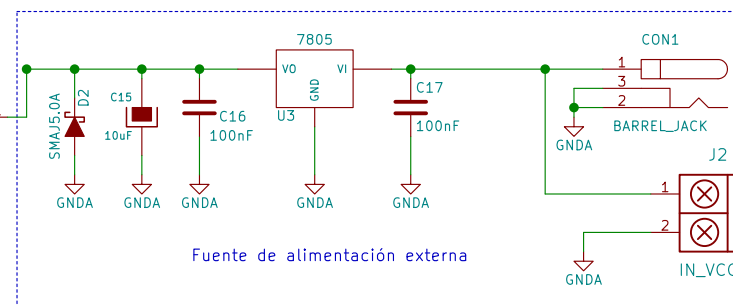 7805
CON1
VO
VI
GND
U3
C15
10uF
D2
SMAJ5.0A
C16
100nF
C17
100nF
1
3
2
BARREL_JACK
GNDA
J2
1
2
GNDA
GNDA
GNDA
GNDA
GNDA
GNDA
IN_VCC
Fuente de alimentación externa